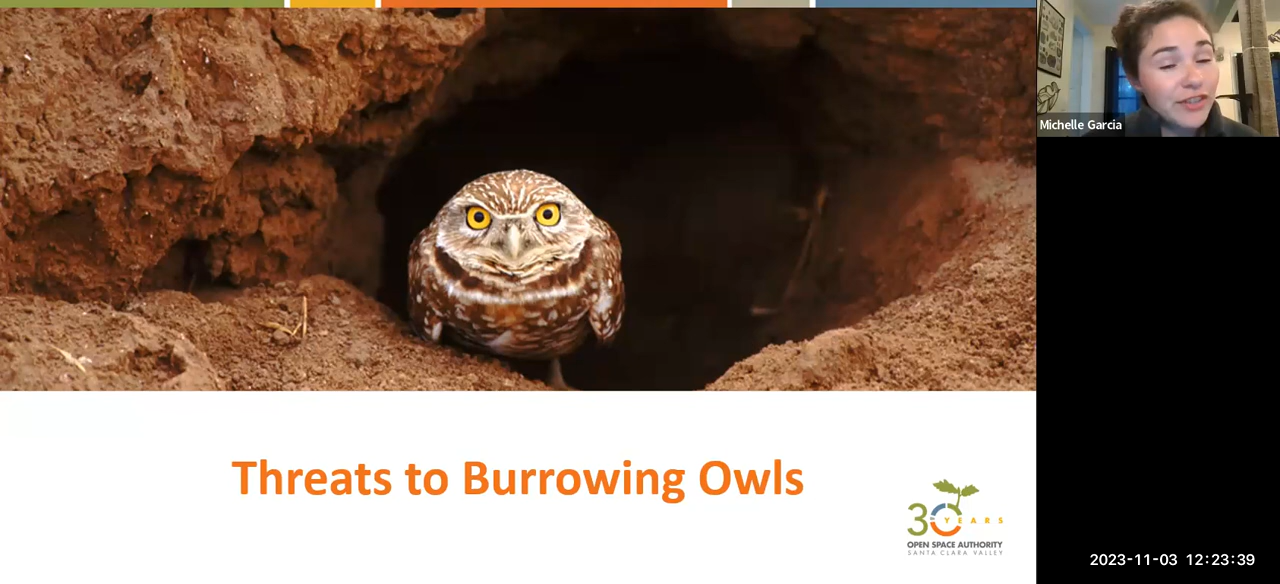 Michelle Garcia
Threats to Burrowing Owls
30 YEARS
OPEN SPACE AUTHORITY
SANTA CLARA VALLEY
2023-11-03 12:23:39